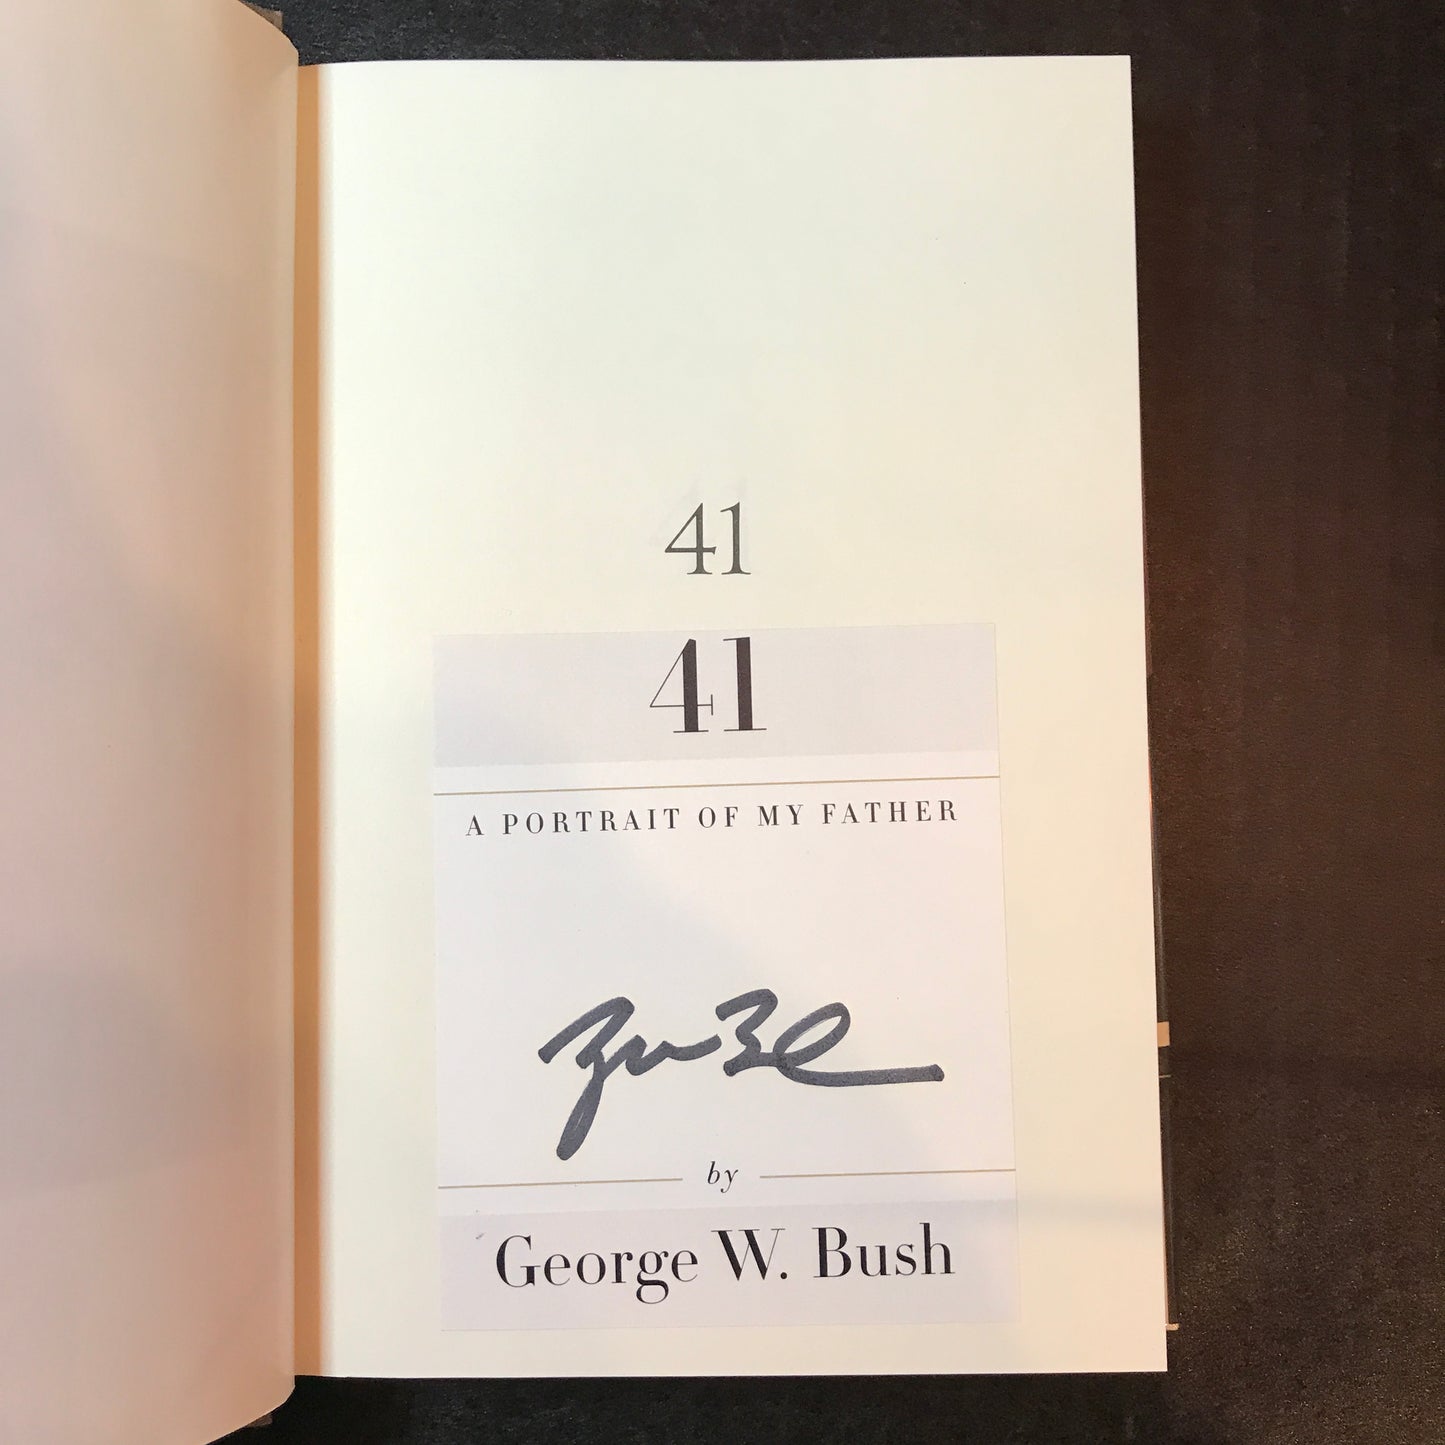 41
41
A PORTRAIT OF MY FATHER
by
George W. Bush